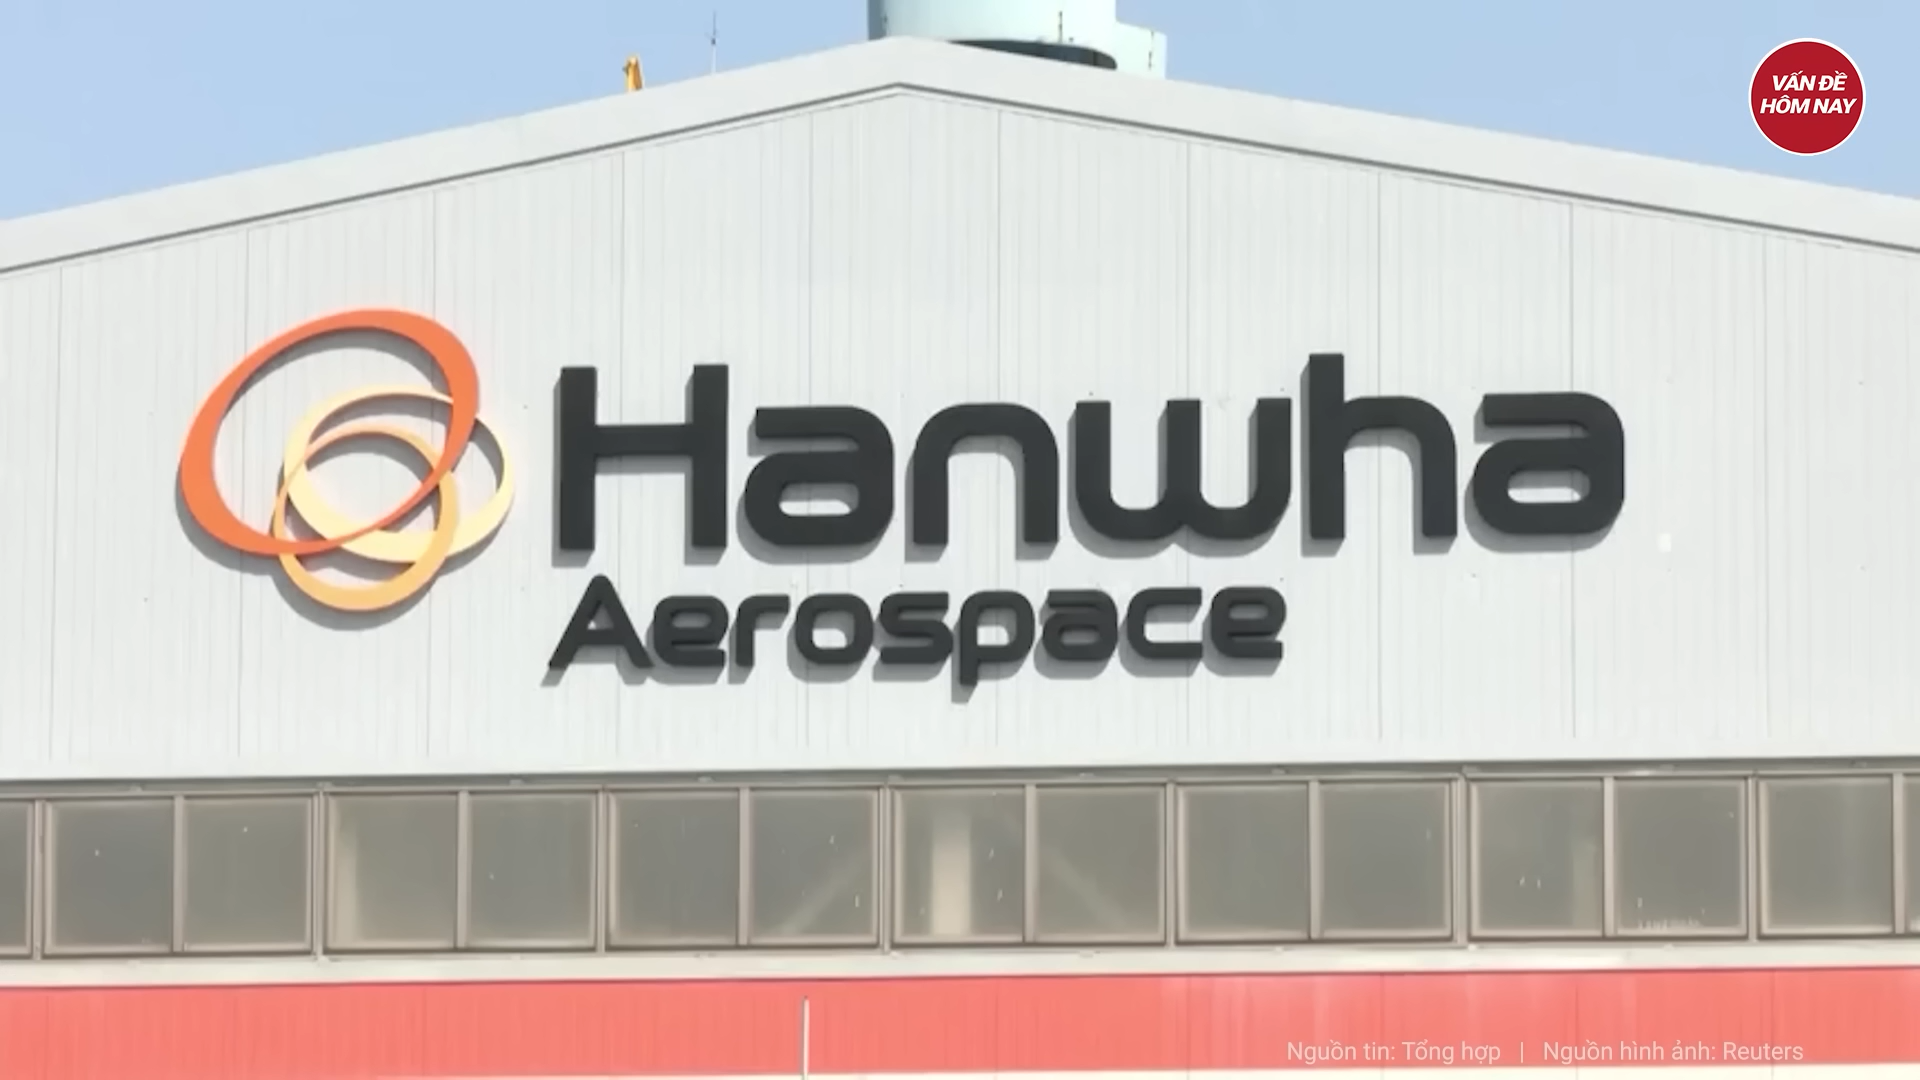 VẤN ĐỀ
HÔM NAY
Hanwha
Aerospace
Nguồn tin: Tổng hợp | Nguồn hình ảnh: Reuters